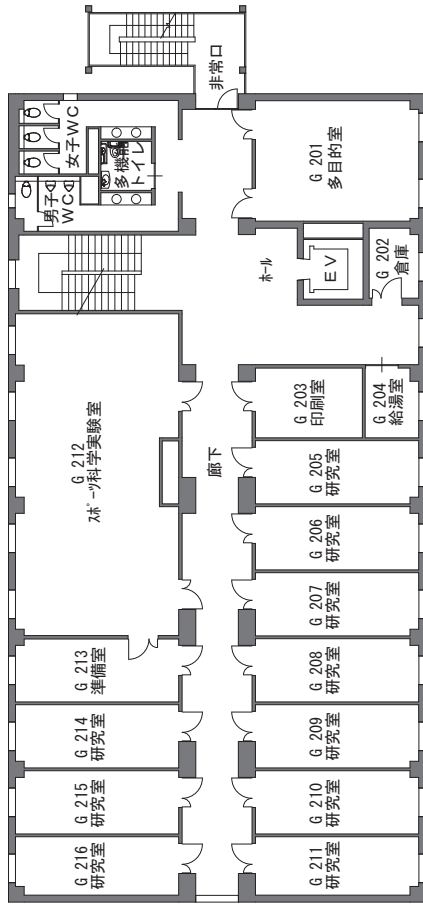 非常口
女子WC
多機能
トイレ
男子
WC
G 201
多目的室
ホール
EV
G 202
倉庫
G 203
印刷室
G 204
給湯室
G 212
スポーツ科学実験室
廊下
G 205
研究室
G 206
研究室
G 207
研究室
G 213
準備室
G 208
研究室
G 214
研究室
G 209
研究室
G 215
研究室
G 210
研究室
G 216
研究室
G 211
研究室